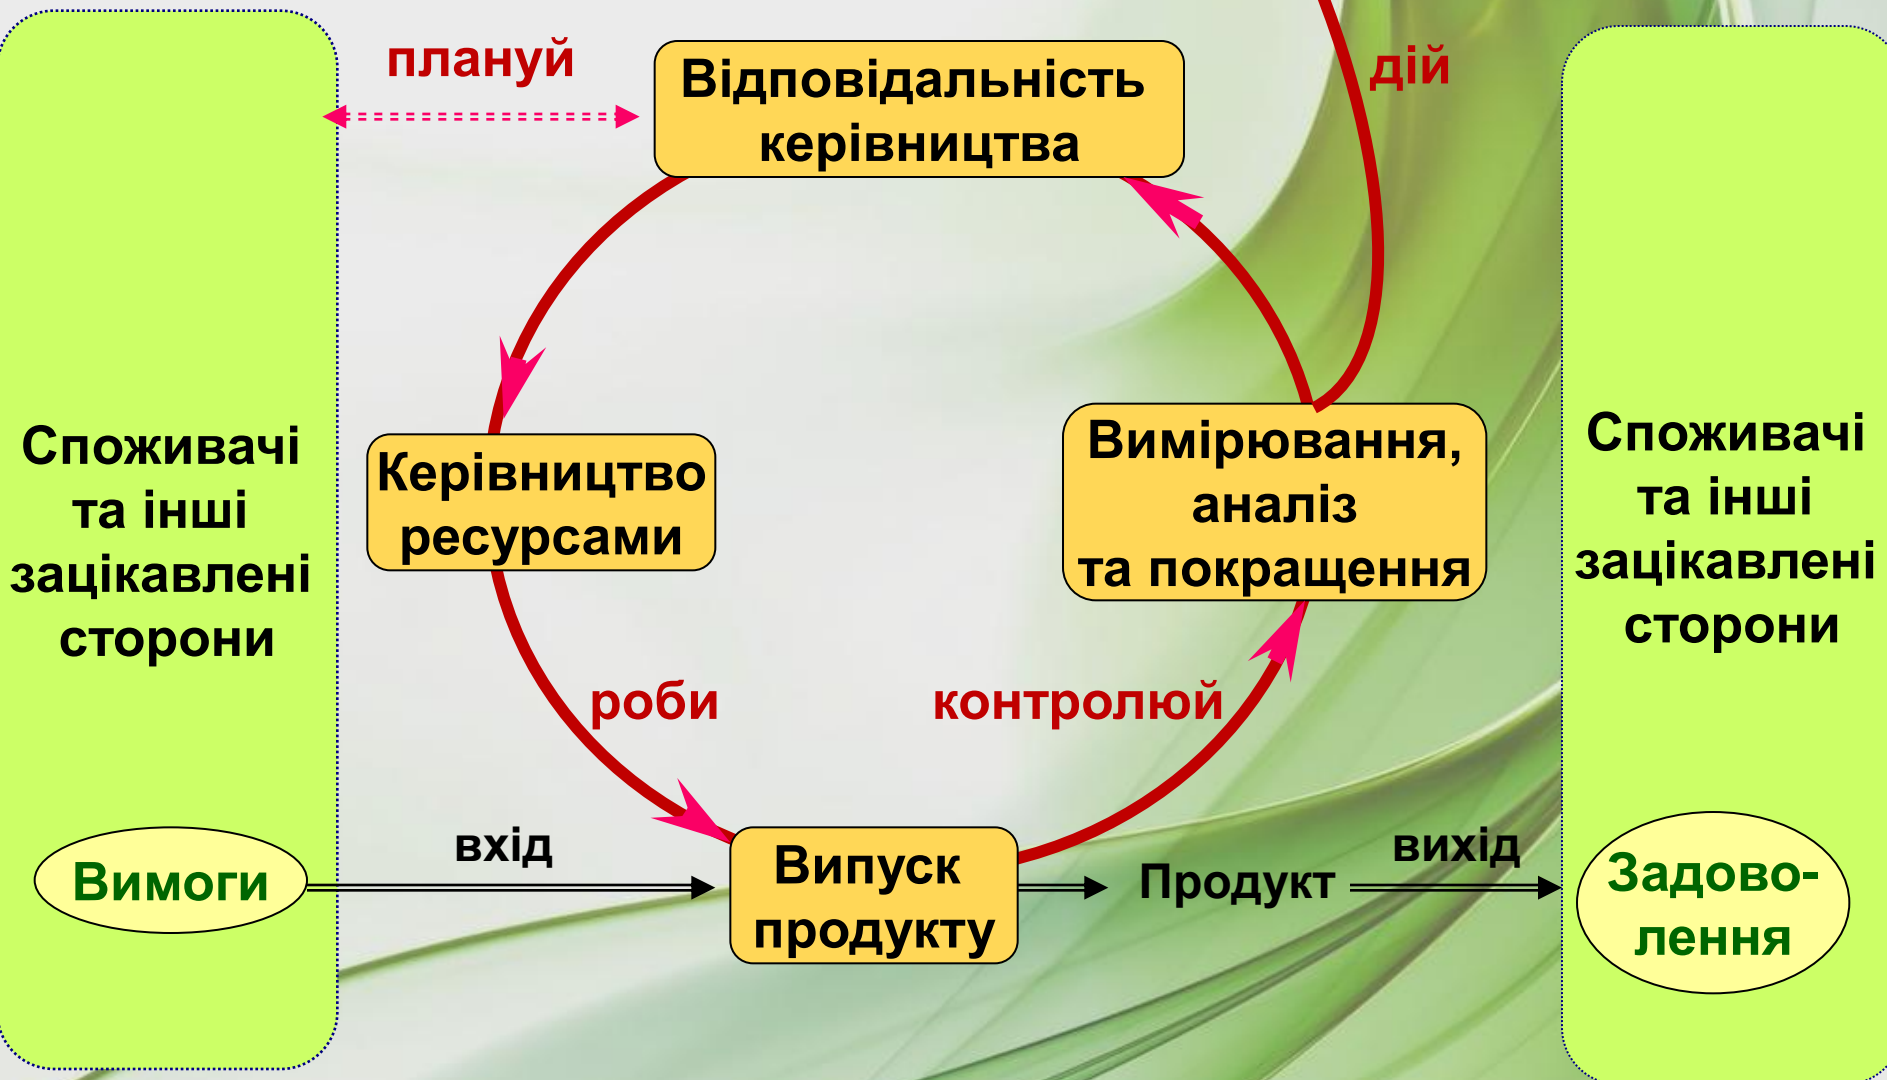 плануй
Відповідальність
керівництва
дій
Споживачі
та інші
зацікавлені
сторони
Керівництво
ресурсами
Вимірювання,
аналіз
та покращення
Споживачі
та інші
зацікавлені
сторони
роби
контролюй
Вимоги
вхід
Випуск
продукту
Продукт
вихід
Задово-
лення